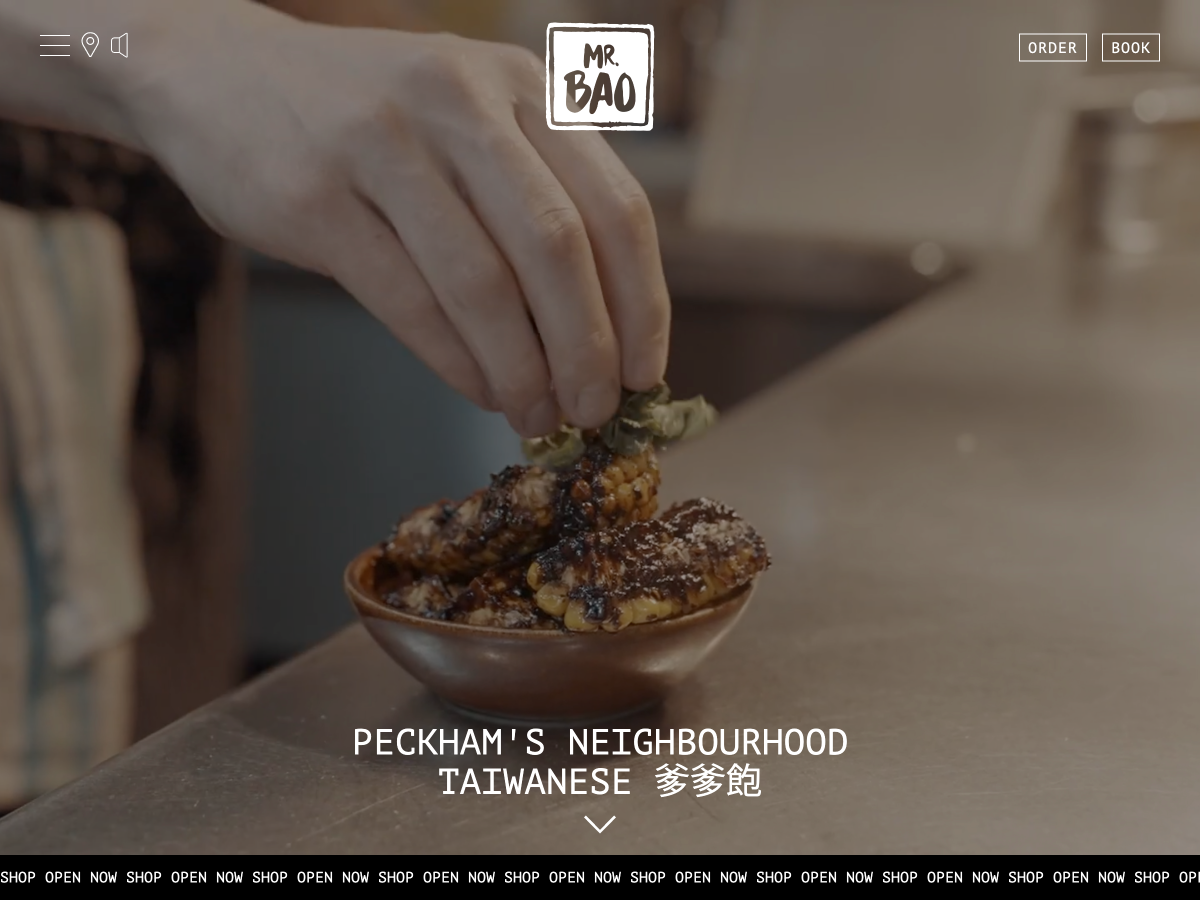 MR.
BAO
ORDER
BOOK
PECKHAM'S NEIGHBOURHOOD
TAIWANESE 爹爹飽
SHOP OPEN NOW SHOP OPEN NOW SHOP OPEN NOW SHOP OPEN NOW SHOP OPEN NOW SHOP OPEN NOW SHOP OPEN NOW SHOP OPEN NOW SHOP OPEN NOW SHOP